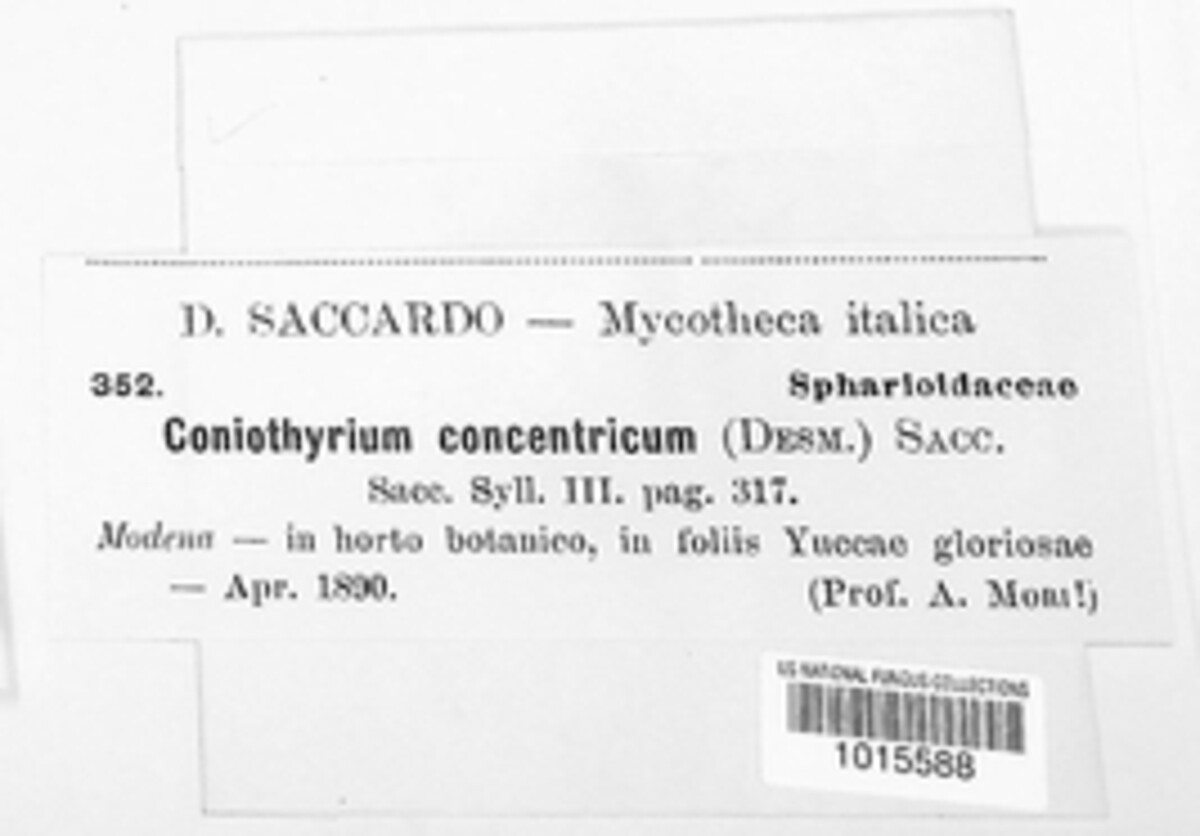 D. SACCARDO — Mycotheca italica
352. Sphærioidaceae
Coniothyrium concentricum (DESM.) SACC.
Sacc. Syll. III. pag. 317.
Modena — in horto botanico, in foliis Yuccae gloriosae
— Apr. 1890. (Prof. A. Mori!)
US NATIONAL FUNGUS COLLECTIONS
1015588